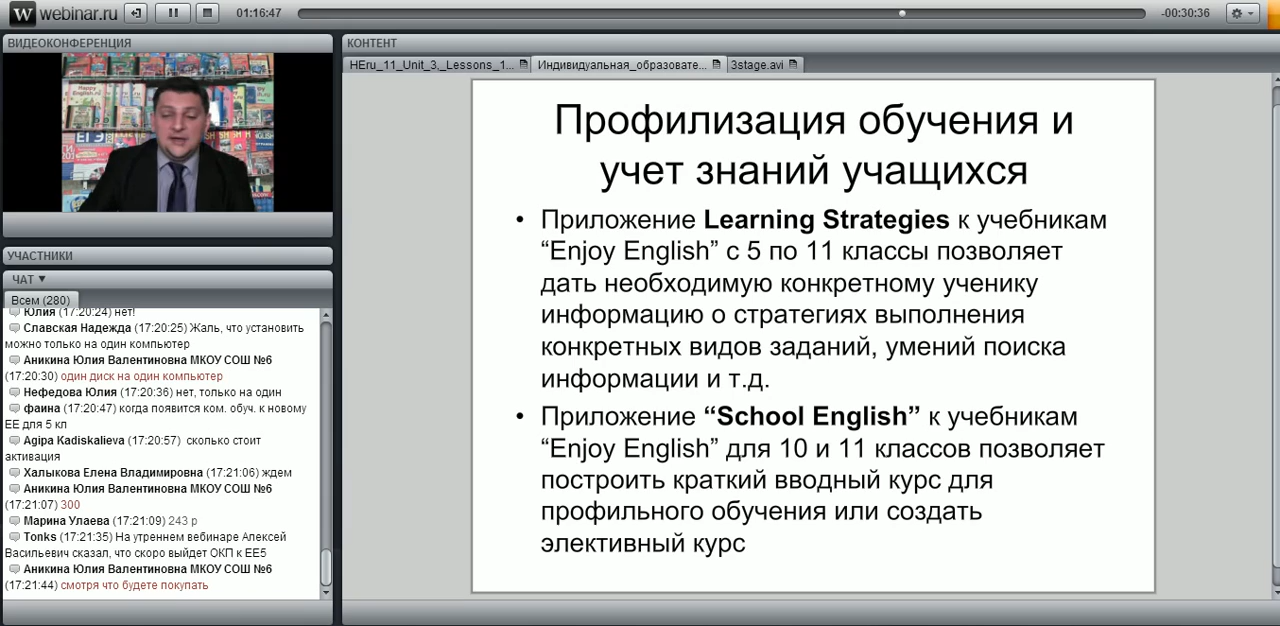 W webinar.ru
01:16:47
-00:30:36
ВИДЕОКОНФЕРЕНЦИЯ
Happy
English.ru
ЕГЭ
УЧАСТНИКИ
ЧАТ ▼
Всем (280)
Юлия (17:20:24) нет!
Славская Надежда (17:20:25) Жаль, что установить
можно только на один компьютер
Аникина Юлия Валентиновна МКОУ СОШ №6
(17:20:30) один диск на один компьютер
Нефедова Юлия (17:20:36) нет, только на один
фаина (17:20:47) когда появится ком. обуч. к новому
ЕЕ для 5 кл
Agipa Kadiskalieva (17:20:57) сколько стоит
активация
Халыкова Елена Владимировна (17:21:06) ждем
Аникина Юлия Валентиновна МКОУ СОШ №6
(17:21:07) 300
Марина Улаева (17:21:09) 243 р
Tonks (17:21:35) На утреннем вебинаре Алексей
Васильевич сказал, что скоро выйдет ОКП к ЕЕ5
Аникина Юлия Валентиновна МКОУ СОШ №6
(17:21:44) смотря что будете покупать
КОНТЕНТ
HEru_11_Unit_3,_Lessons_1...
Индивидуальная_образовате...
3stage.avi
Профилизация обучения и
учет знаний учащихся
• Приложение Learning Strategies к учебникам
“Enjoy English” с 5 по 11 классы позволяет
дать необходимую конкретному ученику
информацию о стратегиях выполнения
конкретных видов заданий, умений поиска
информации и т.д.
• Приложение “School English” к учебникам
“Enjoy English” для 10 и 11 классов позволяет
построить краткий вводный курс для
профильного обучения или создать
элективный курс